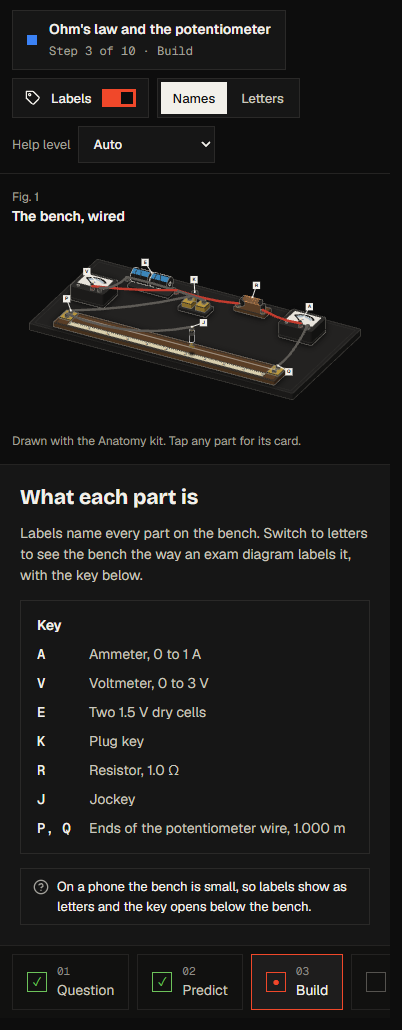 Ohm's law and the potentiometer
Step 3 of 10 · Build
Labels
Names
Letters
Help level
Auto
Fig. 1
The bench, wired
E
V
K
R
P
A
J
Q
Drawn with the Anatomy kit. Tap any part for its card.
What each part is
Labels name every part on the bench. Switch to letters
to see the bench the way an exam diagram labels it,
with the key below.
Key
A Ammeter, 0 to 1 A
V Voltmeter, 0 to 3 V
E Two 1.5 V dry cells
K Plug key
R Resistor, 1.0 Ω
J Jockey
P, Q Ends of the potentiometer wire, 1.000 m
On a phone the bench is small, so labels show as
letters and the key opens below the bench.
01
Question
02
Predict
03
Build